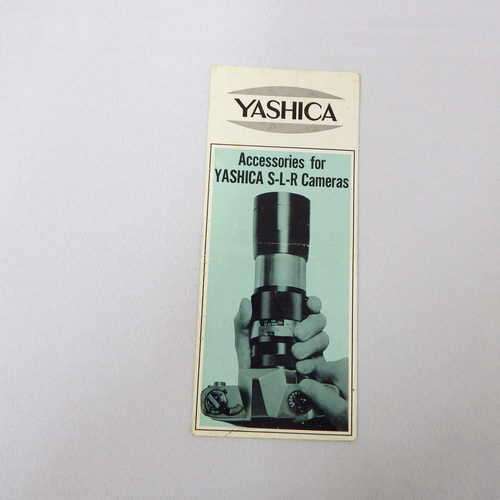 YASHICA
Accessories for
YASHICA S-L-R Cameras